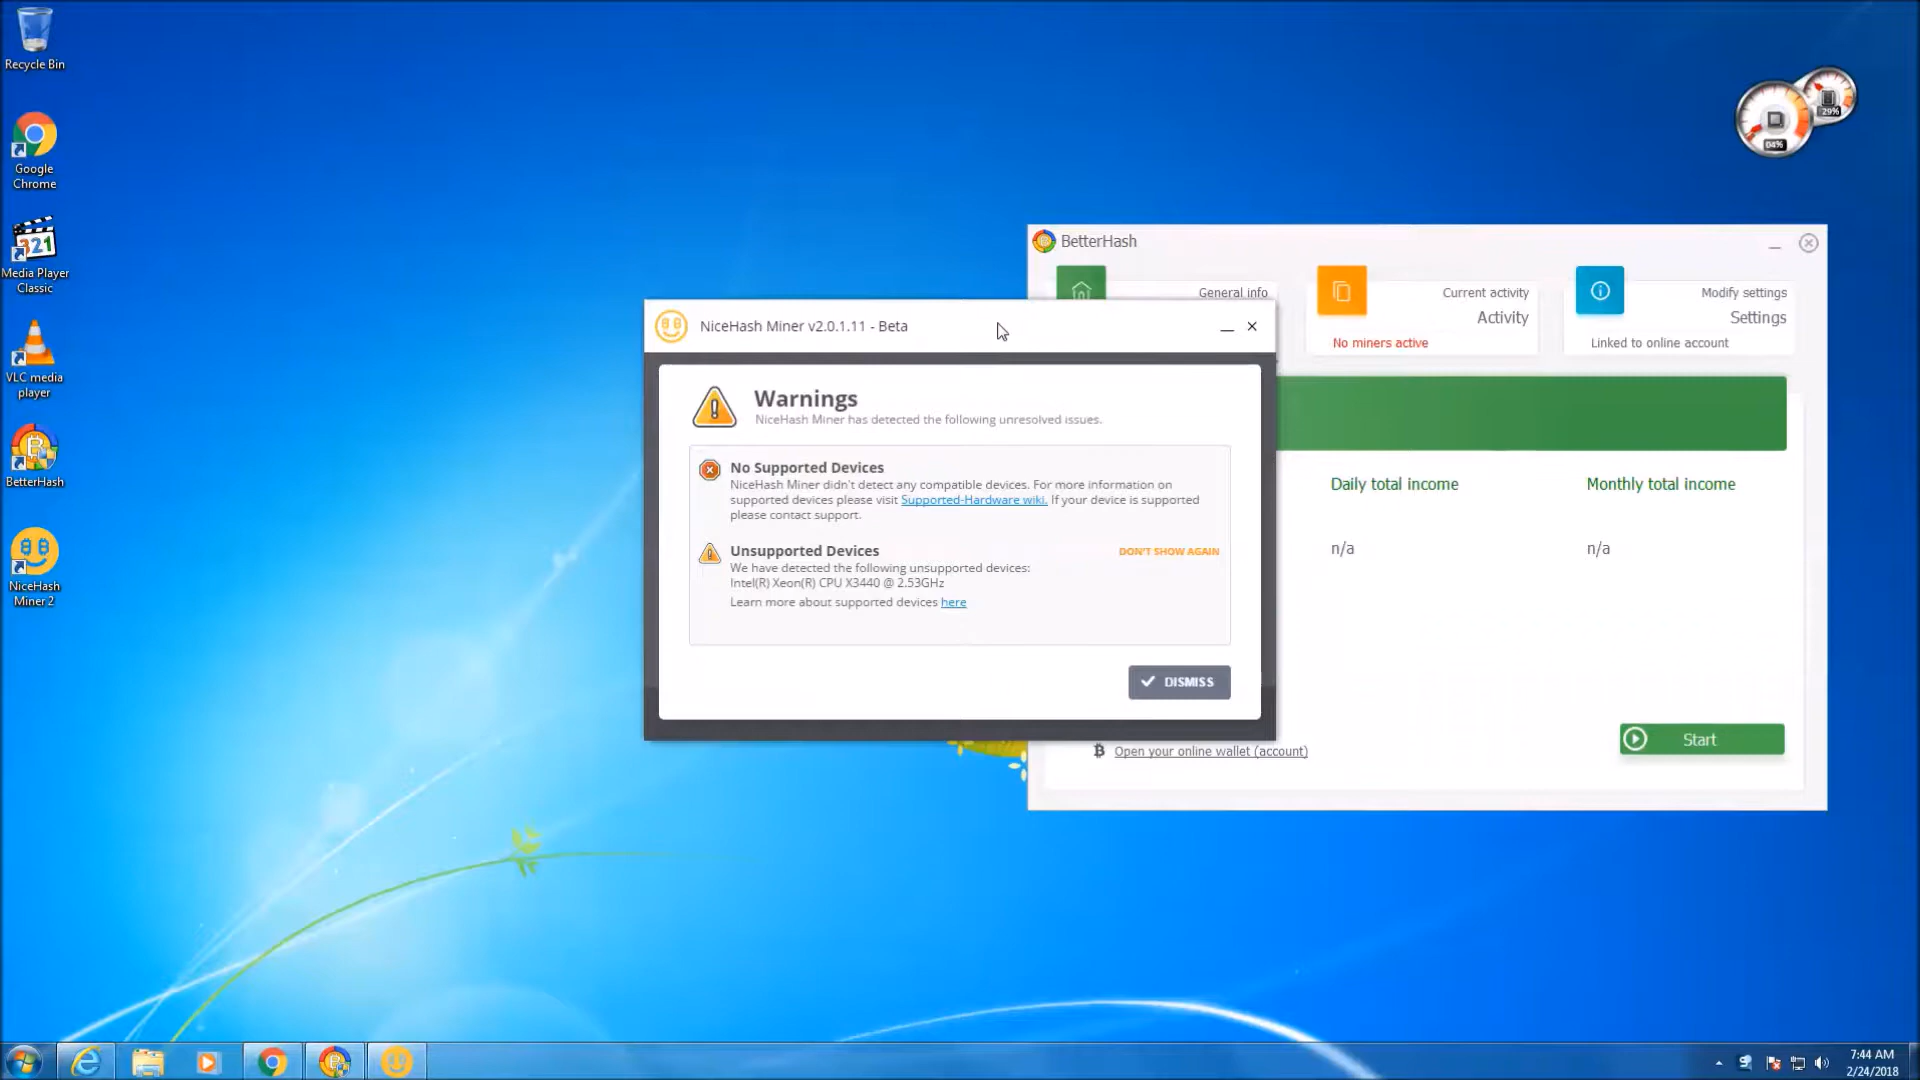 Recycle Bin
Google
Chrome
321
Media Player
Classic
VLC media
player
BetterHash
NiceHash
Miner 2
29%
04%
BetterHash
General info
Current activity
Activity
No miners active
Modify settings
Settings
Linked to online account
Daily total income
Monthly total income
n/a
n/a
Open your online wallet (account)
Start
NiceHash Miner v2.0.1.11 - Beta
Warnings
NiceHash Miner has detected the following unresolved issues.
No Supported Devices
NiceHash Miner didn't detect any compatible devices. For more information on
supported devices please visit Supported-Hardware wiki. If your device is supported
please contact support.
Unsupported Devices
DON'T SHOW AGAIN
We have detected the following unsupported devices:
Intel(R) Xeon(R) CPU X3440 @ 2.53GHz
Learn more about supported devices here
DISMISS
7:44 AM
2/24/2018